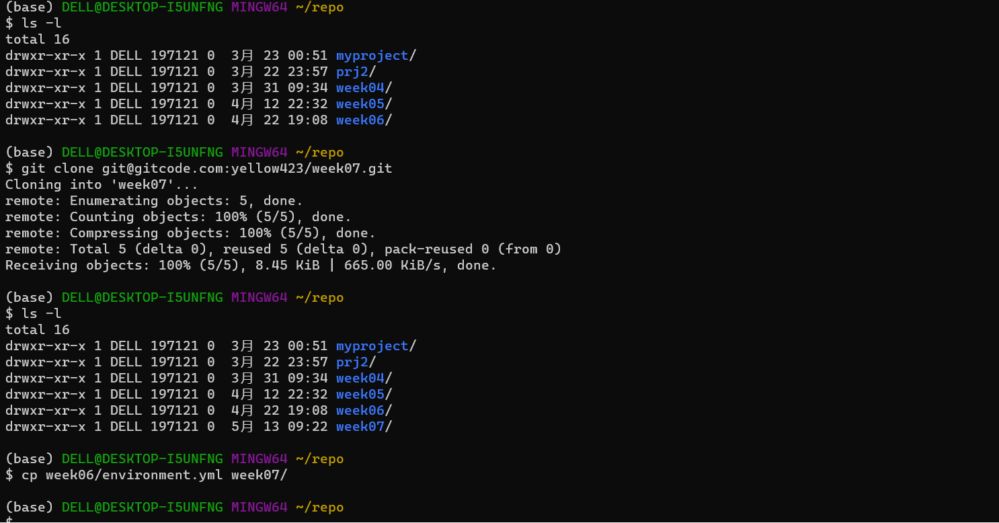 (base) DELL@DESKTOP-I5UNFNG MINGW64 ~/repo
$ ls -l
total 16
drwxr-xr-x 1 DELL 197121 0  3月 23 00:51 myproject/
drwxr-xr-x 1 DELL 197121 0  3月 22 23:57 prj2/
drwxr-xr-x 1 DELL 197121 0  3月 31 09:34 week04/
drwxr-xr-x 1 DELL 197121 0  4月 12 22:32 week05/
drwxr-xr-x 1 DELL 197121 0  4月 22 19:08 week06/
(base) DELL@DESKTOP-I5UNFNG MINGW64 ~/repo
$ git clone git@gitcode.com:yellow423/week07.git
Cloning into 'week07'...
remote: Enumerating objects: 5, done.
remote: Counting objects: 100% (5/5), done.
remote: Compressing objects: 100% (5/5), done.
remote: Total 5 (delta 0), reused 5 (delta 0), pack-reused 0 (from 0)
Receiving objects: 100% (5/5), 8.45 KiB | 665.00 KiB/s, done.
(base) DELL@DESKTOP-I5UNFNG MINGW64 ~/repo
$ ls -l
total 16
drwxr-xr-x 1 DELL 197121 0  3月 23 00:51 myproject/
drwxr-xr-x 1 DELL 197121 0  3月 22 23:57 prj2/
drwxr-xr-x 1 DELL 197121 0  3月 31 09:34 week04/
drwxr-xr-x 1 DELL 197121 0  4月 12 22:32 week05/
drwxr-xr-x 1 DELL 197121 0  4月 22 19:08 week06/
drwxr-xr-x 1 DELL 197121 0  5月 13 09:22 week07/
(base) DELL@DESKTOP-I5UNFNG MINGW64 ~/repo
$ cp week06/environment.yml week07/
(base) DELL@DESKTOP-I5UNFNG MINGW64 ~/repo
$